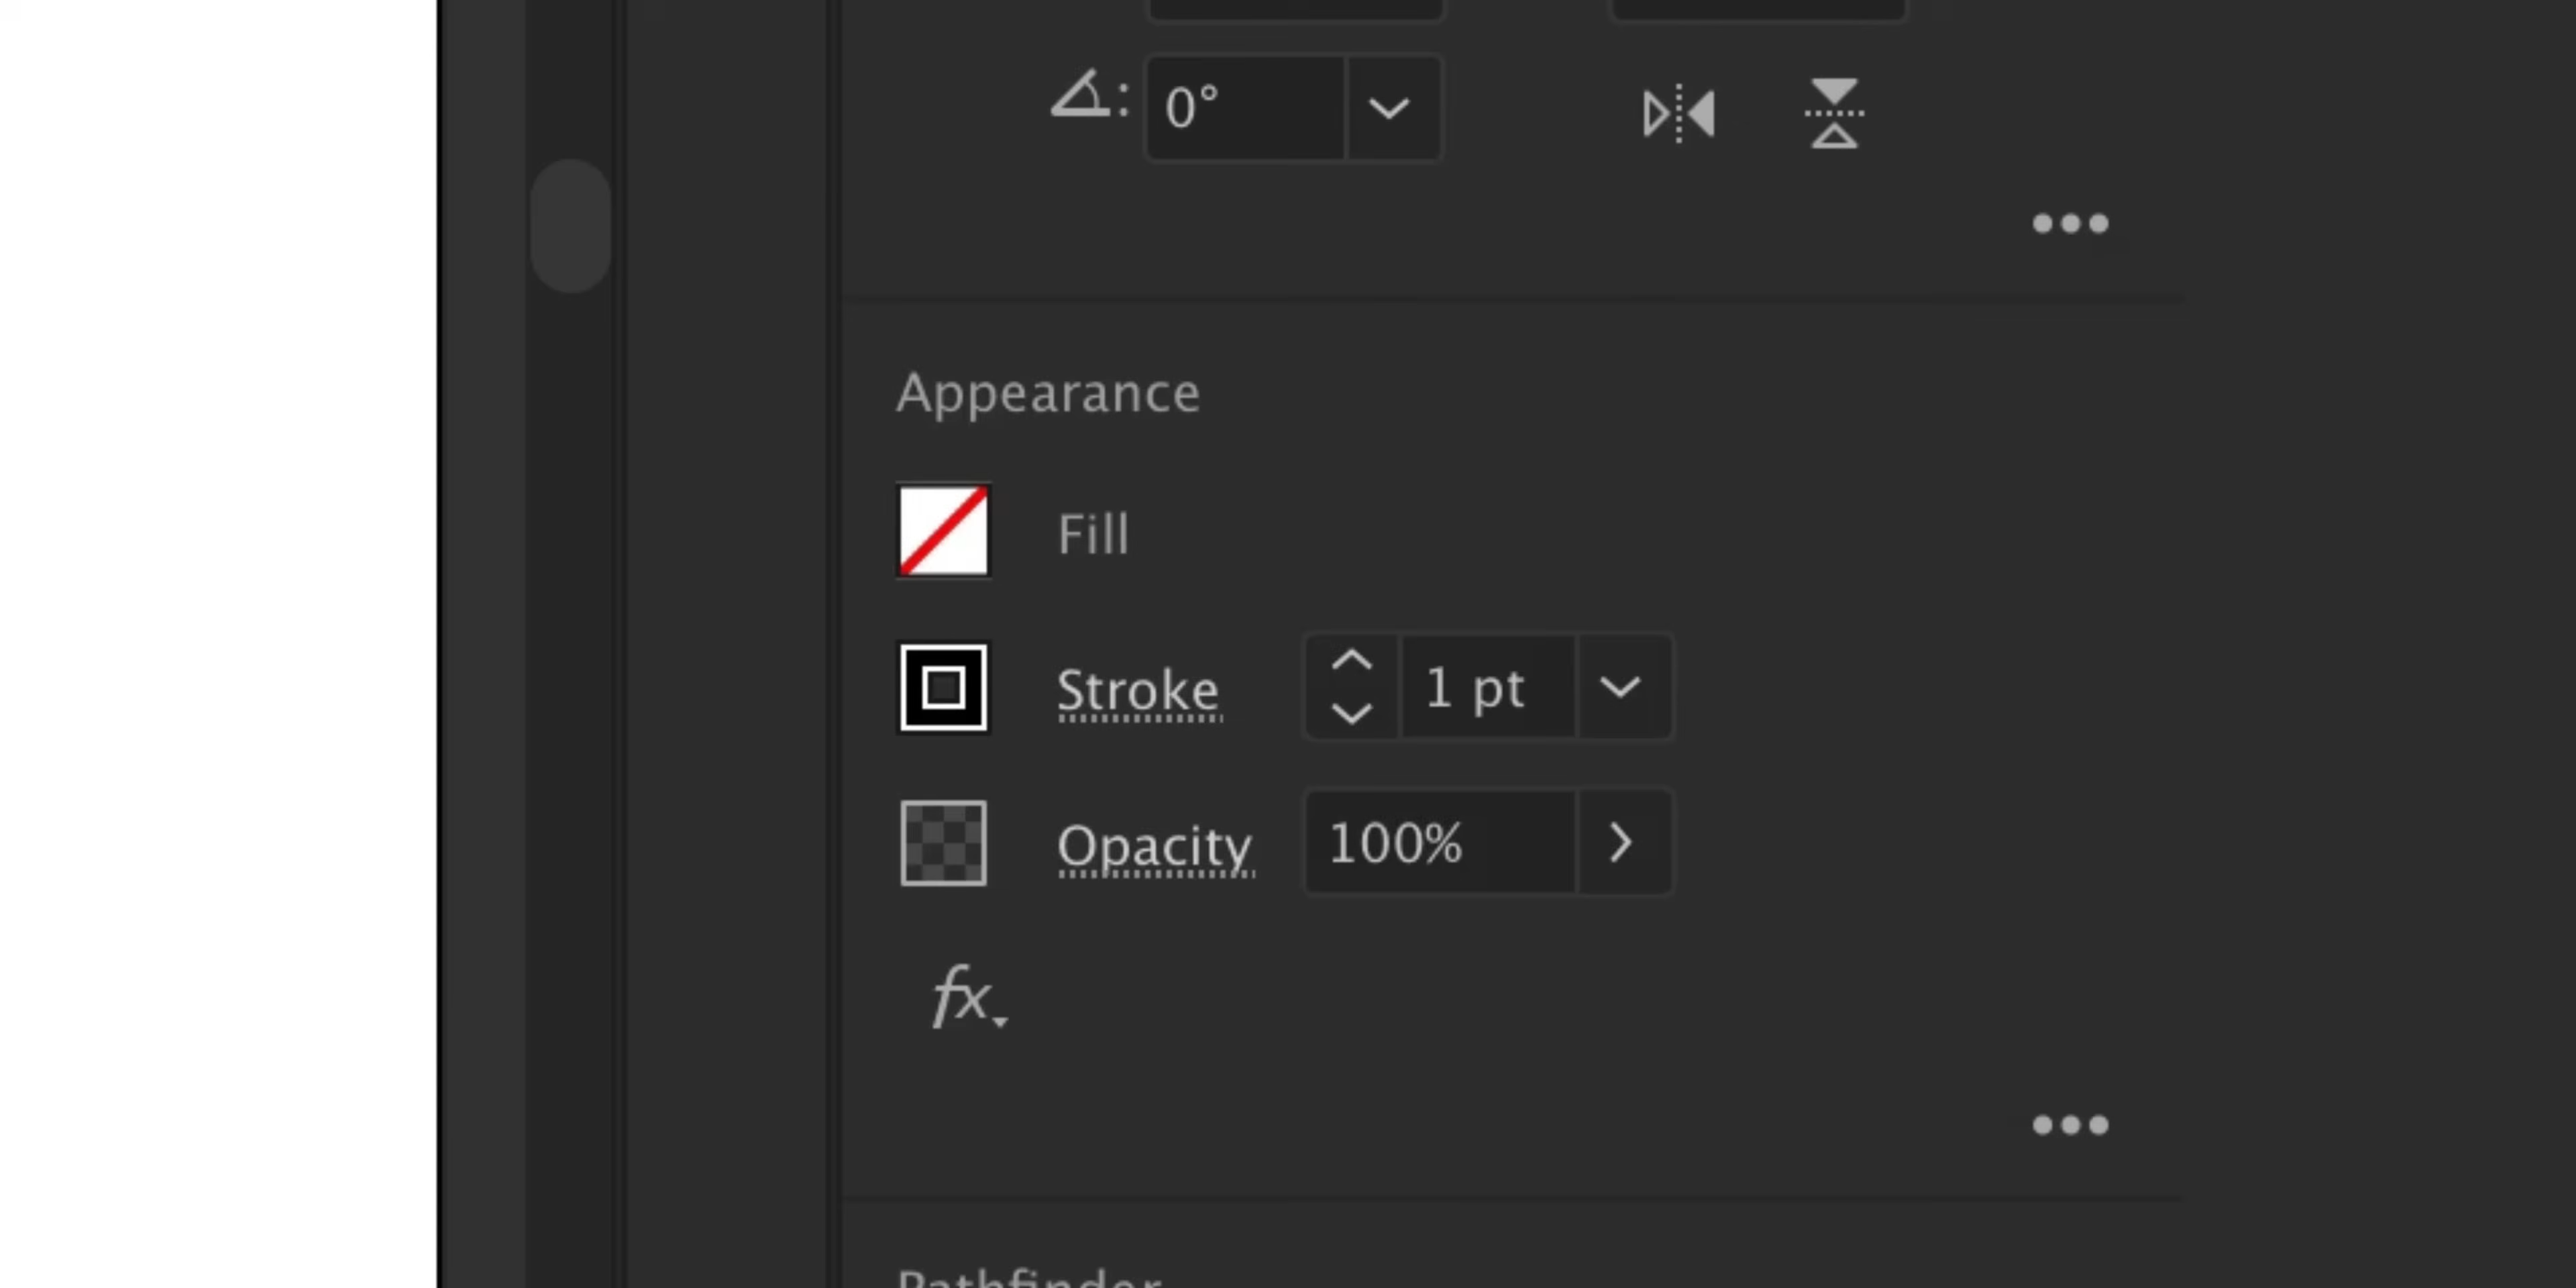 0°
Appearance
Fill
Stroke 1 pt
Opacity 100%
fx
Pathfinder